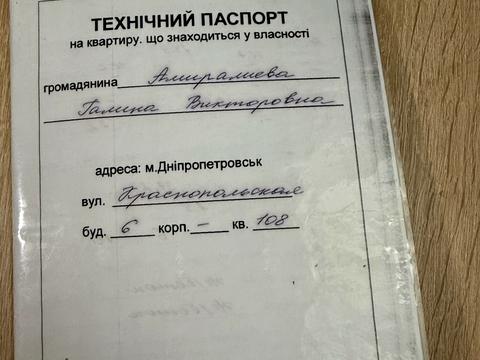 ТЕХНІЧНИЙ ПАСПОРТ
на квартиру. що знаходиться у власності
громадянина Амиралиева
Галина Викторовна
адреса: м.Дніпропетровськ
вул. Краснопольская
буд. 6 корп. – кв. 108